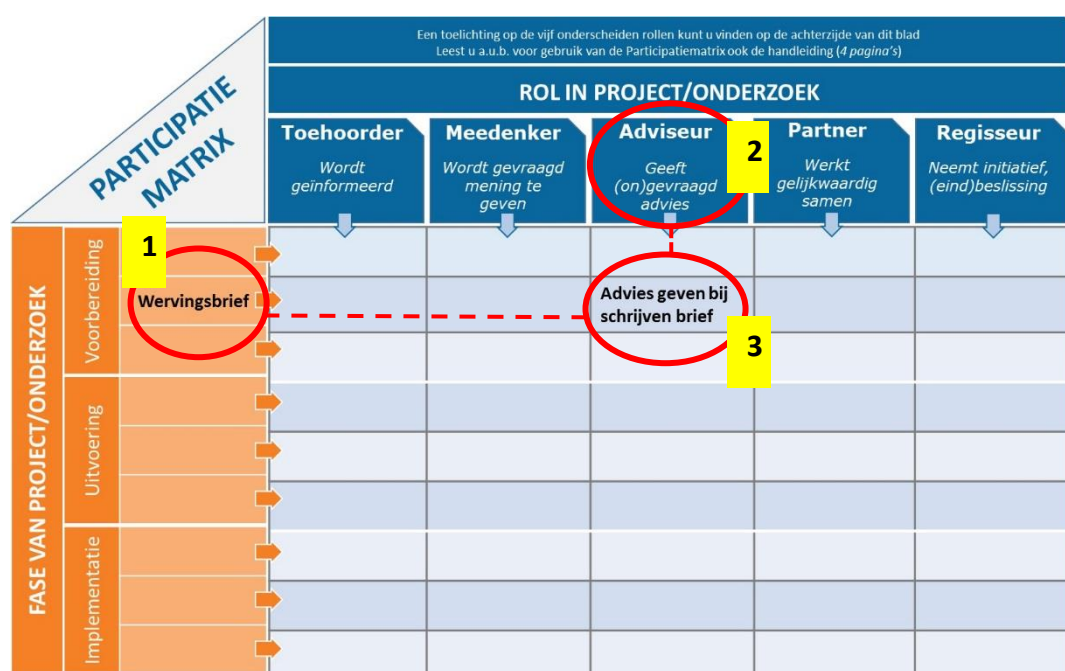 Een toelichting op de vijf onderscheiden rollen kunt u vinden op de achterzijde van dit blad
Leest u a.u.b. voor gebruik van de Participatiematrix ook de handleiding (4 pagina's)
PARTICIPATIE
MATRIX
ROL IN PROJECT/ONDERZOEK
Toehoorder
Wordt
geïnformeerd
Meedenker
Wordt gevraagd
mening te
geven
Adviseur
Geeft
(on)gevraagd
advies
2
Partner
Werkt
gelijkwaardig
samen
Regisseur
Neemt initiatief,
(eind)beslissing
FASE VAN PROJECT/ONDERZOEK
Voorbereiding
1
Wervingsbrief
Advies geven bij
schrijven brief
3
Uitvoering
Implementatie